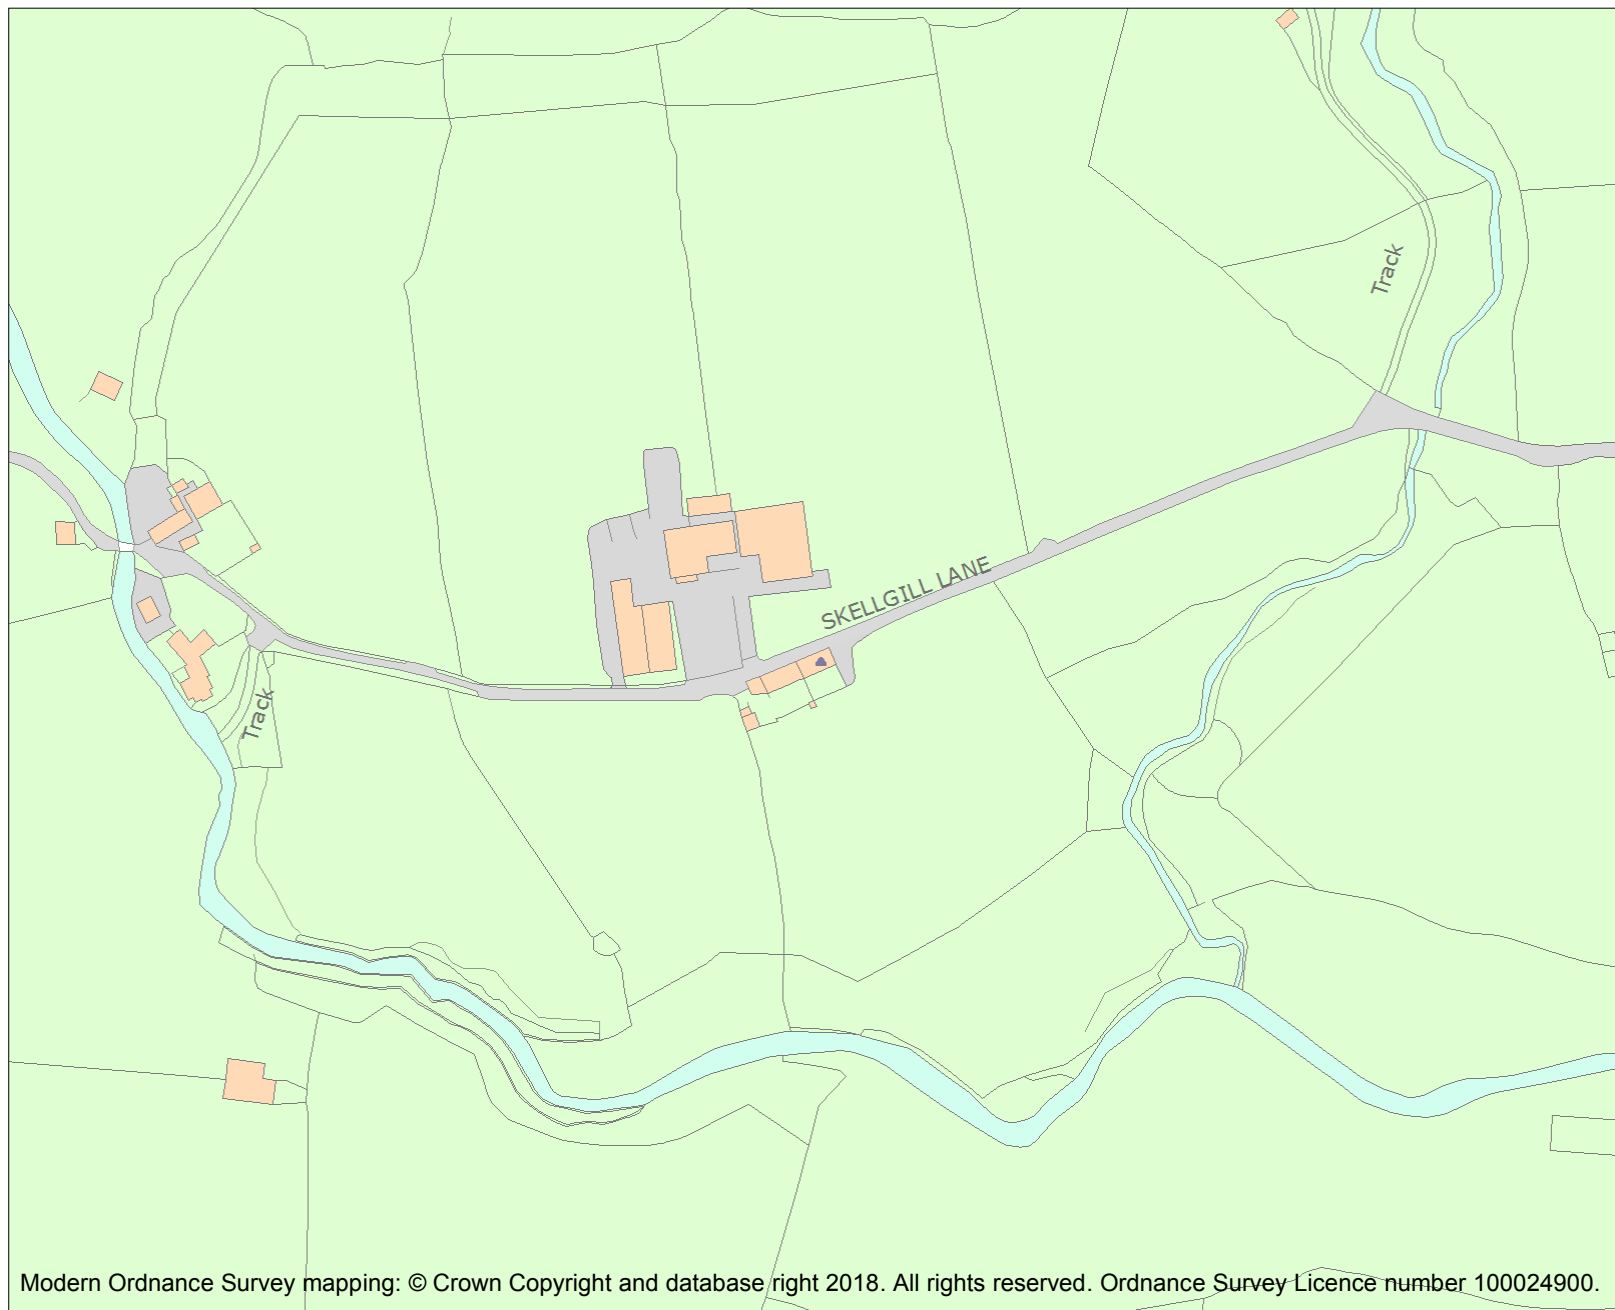 Track
SKELLGILL LANE
Track
Modern Ordnance Survey mapping: © Crown Copyright and database right 2018. All rights reserved. Ordnance Survey Licence number 100024900.